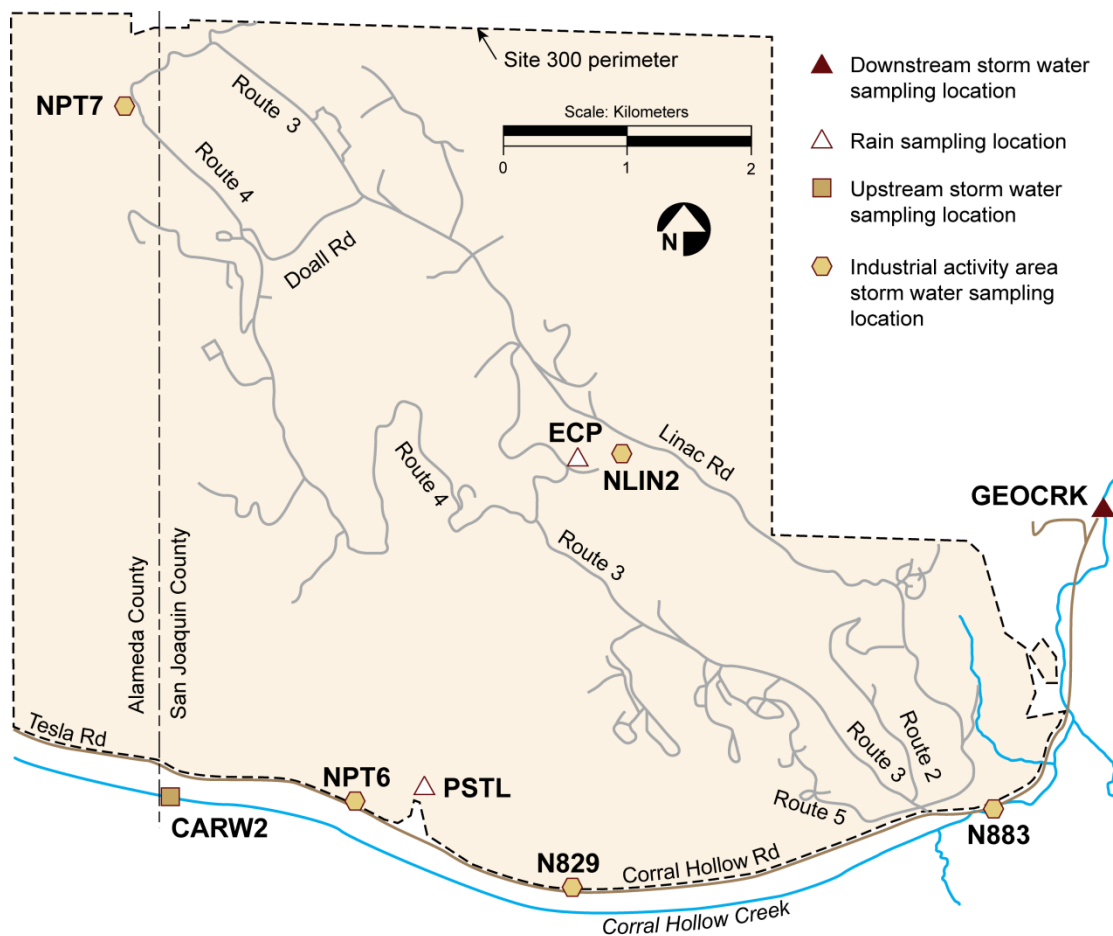 Site 300 perimeter
Scale: Kilometers
0 1 2
N
Downstream storm water
sampling location
Rain sampling location
Upstream storm water
sampling location
Industrial activity area
storm water sampling
location
NPT7
Route 3
Route 4
Doall Rd
ECP
NLIN2
Linac Rd
Route 4
Route 3
GEOCRK
Alameda County
San Joaquin County
Tesla Rd
CARW2
NPT6
PSTL
N829
Corral Hollow Rd
Corral Hollow Creek
Route 5
Route 3
Route 2
N883